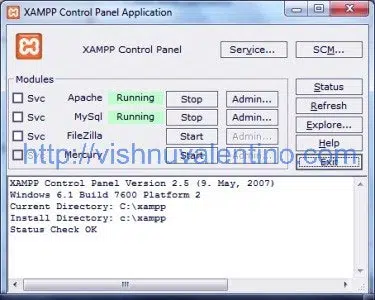 XAMPP Control Panel Application
XAMPP Control Panel
Service...
SCM...
Modules
Svc Apache Running Stop Admin...
Svc MySql Running Stop Admin...
Svc FileZilla Start Admin...
Svc Mercury Start Admin...
Status
Refresh
Explore...
Help
Exit
http://vishnuvalentino.com
XAMPP Control Panel Version 2.5 (9. May, 2007)
Windows 6.1 Build 7600 Platform 2
Current Directory: C:\xampp
Install Directory: c:\xampp
Status Check OK